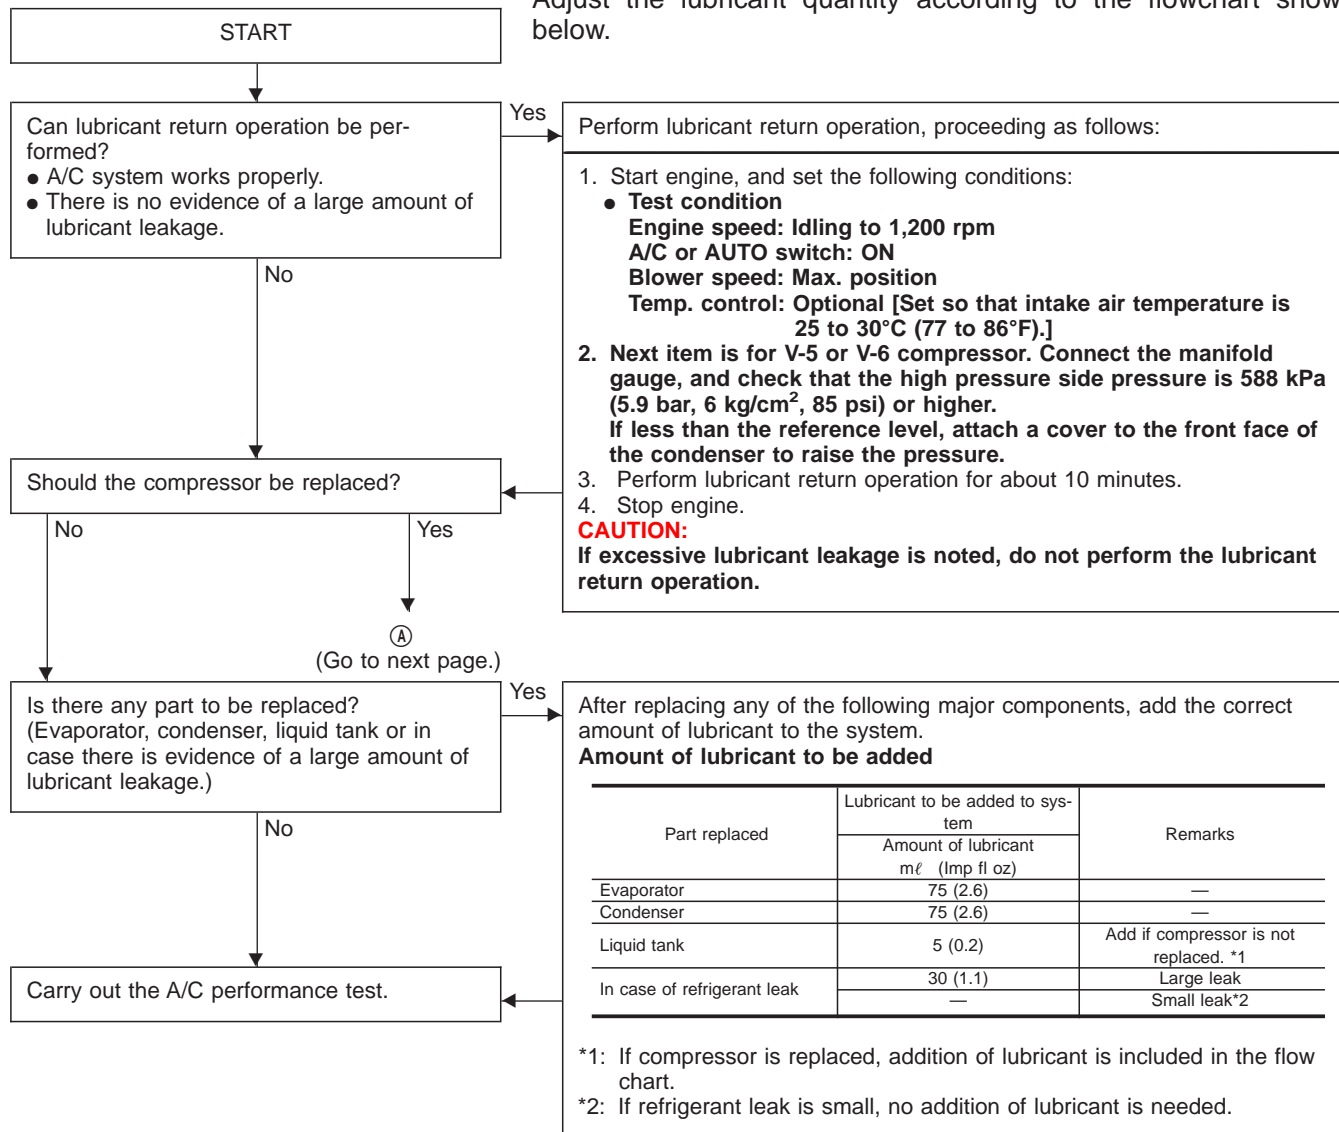 Adjust the lubricant quantity according to the flowchart show
below.
START
Can lubricant return operation be per-
formed?
● A/C system works properly.
● There is no evidence of a large amount of
lubricant leakage.
Yes
No
Perform lubricant return operation, proceeding as follows:
1. Start engine, and set the following conditions:
● Test condition
Engine speed: Idling to 1,200 rpm
A/C or AUTO switch: ON
Blower speed: Max. position
Temp. control: Optional [Set so that intake air temperature is
25 to 30°C (77 to 86°F).]
2. Next item is for V-5 or V-6 compressor. Connect the manifold
gauge, and check that the high pressure side pressure is 588 kPa
(5.9 bar, 6 kg/cm², 85 psi) or higher.
If less than the reference level, attach a cover to the front face of
the condenser to raise the pressure.
3. Perform lubricant return operation for about 10 minutes.
4. Stop engine.
CAUTION:
If excessive lubricant leakage is noted, do not perform the lubricant
return operation.
Should the compressor be replaced?
No
Yes
Ⓐ
(Go to next page.)
Is there any part to be replaced?
(Evaporator, condenser, liquid tank or in
case there is evidence of a large amount of
lubricant leakage.)
Yes
No
After replacing any of the following major components, add the correct
amount of lubricant to the system.
Amount of lubricant to be added
Part replaced
Lubricant to be added to sys-
tem
Amount of lubricant
mℓ (Imp fl oz)
Remarks
Evaporator 75 (2.6) —
Condenser 75 (2.6) —
Liquid tank 5 (0.2) Add if compressor is not
replaced. *1
In case of refrigerant leak 30 (1.1) Large leak
— Small leak*2
*1: If compressor is replaced, addition of lubricant is included in the flow
chart.
*2: If refrigerant leak is small, no addition of lubricant is needed.
Carry out the A/C performance test.